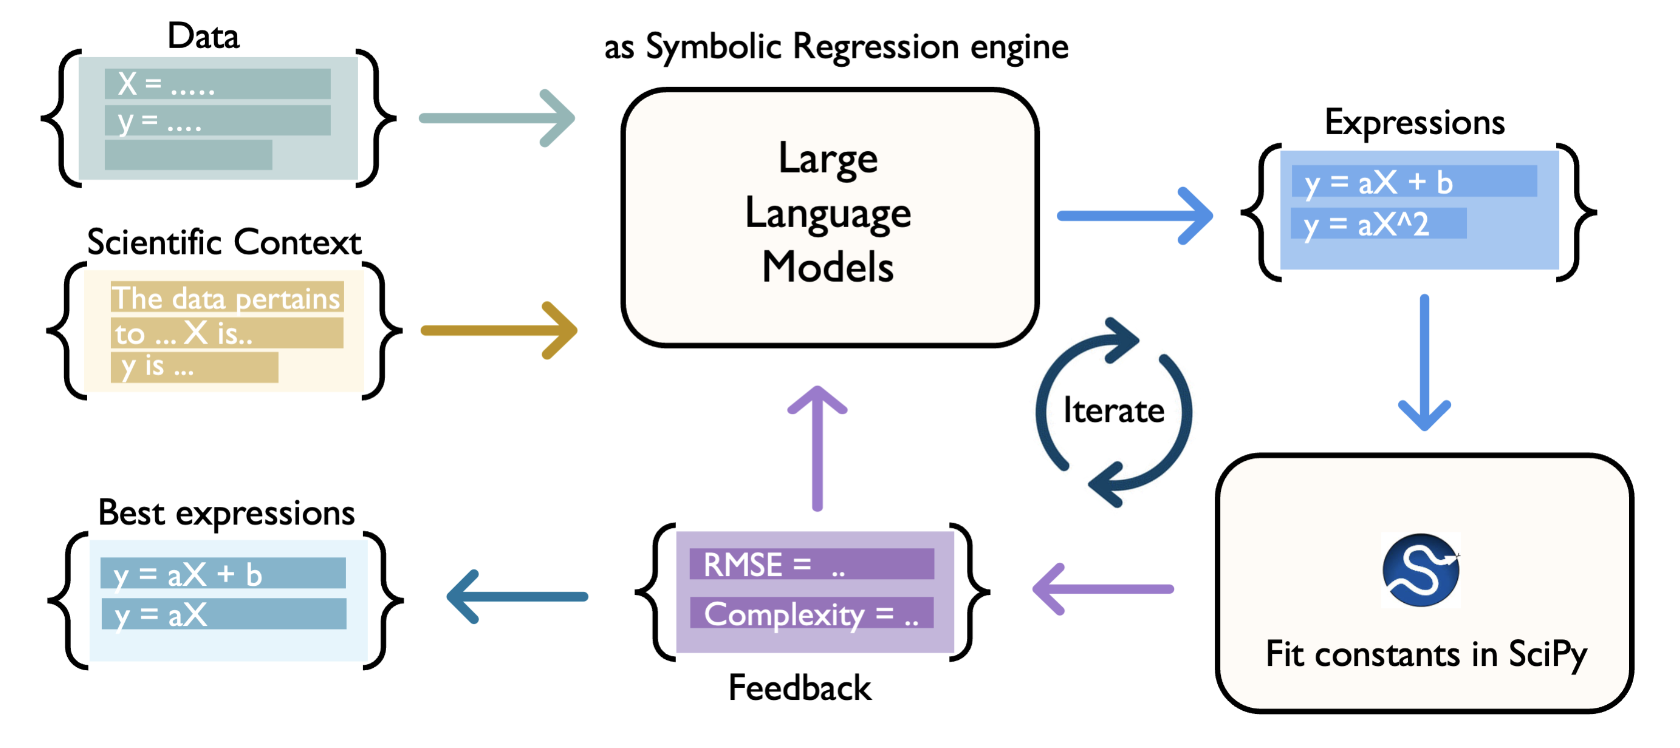 Data
X = .....
y = ....
as Symbolic Regression engine
Large
Language
Models
Expressions
y = aX + b
y = aX^2
Scientific Context
The data pertains
to ... X is..
y is ...
Iterate
Best expressions
y = aX + b
y = aX
RMSE = ..
Complexity = ..
Feedback
Fit constants in SciPy